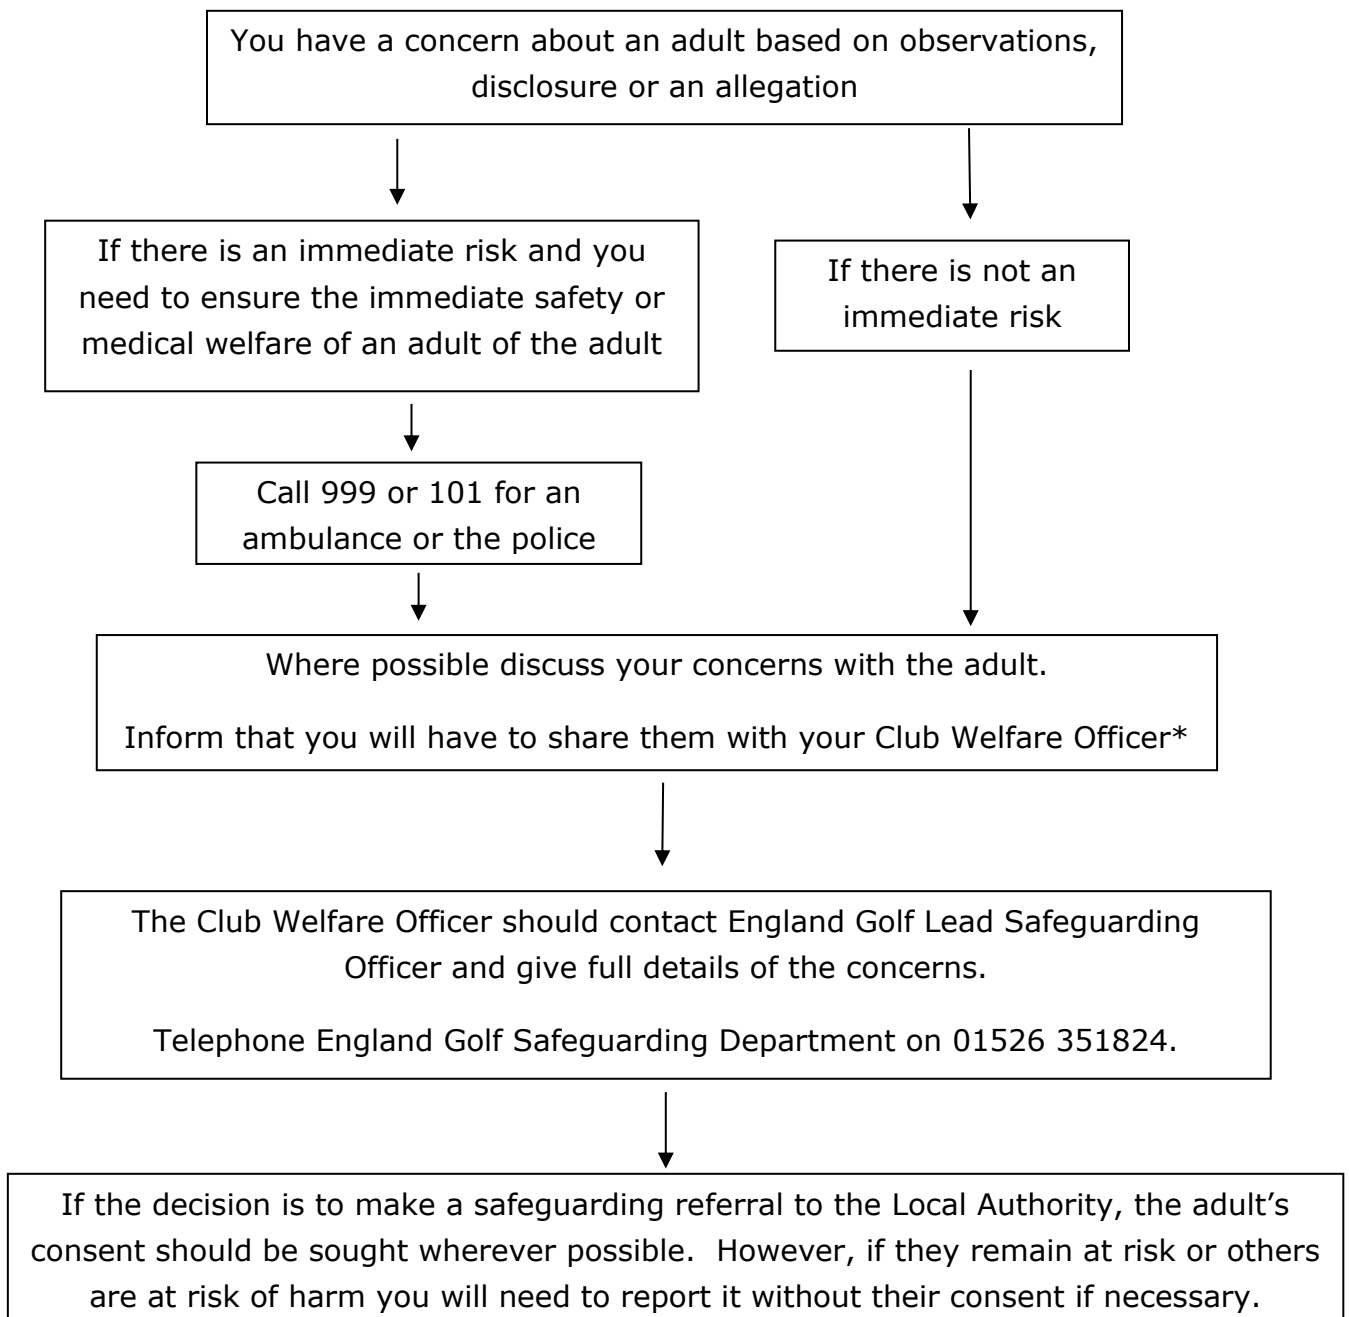 You have a concern about an adult based on observations,
disclosure or an allegation
If there is an immediate risk and you
need to ensure the immediate safety or
medical welfare of an adult of the adult
If there is not an
immediate risk
Call 999 or 101 for an
ambulance or the police
Where possible discuss your concerns with the adult.
Inform that you will have to share them with your Club Welfare Officer*
The Club Welfare Officer should contact England Golf Lead Safeguarding
Officer and give full details of the concerns.
Telephone England Golf Safeguarding Department on 01526 351824.
If the decision is to make a safeguarding referral to the Local Authority, the adult’s
consent should be sought wherever possible.  However, if they remain at risk or others
are at risk of harm you will need to report it without their consent if necessary.